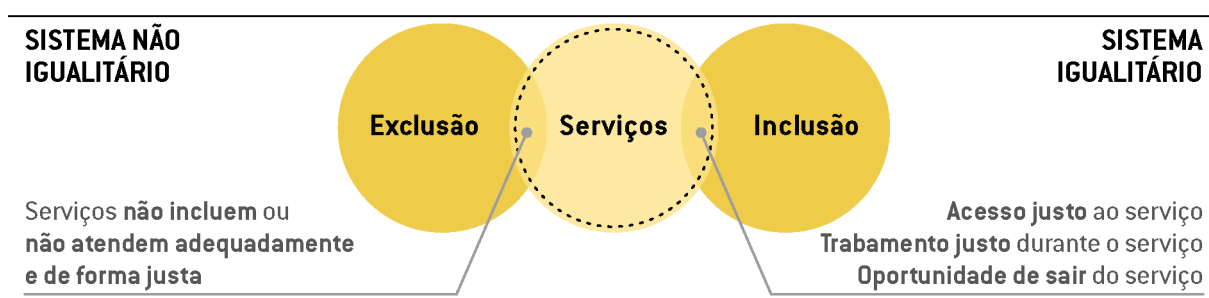 SISTEMA NÃO
IGUALITÁRIO
SISTEMA
IGUALITÁRIO
Exclusão
Serviços
Inclusão
Serviços não incluem ou
não atendem adequadamente
e de forma justa
Acesso justo ao serviço
Trabamento justo durante o serviço
Oportunidade de sair do serviço